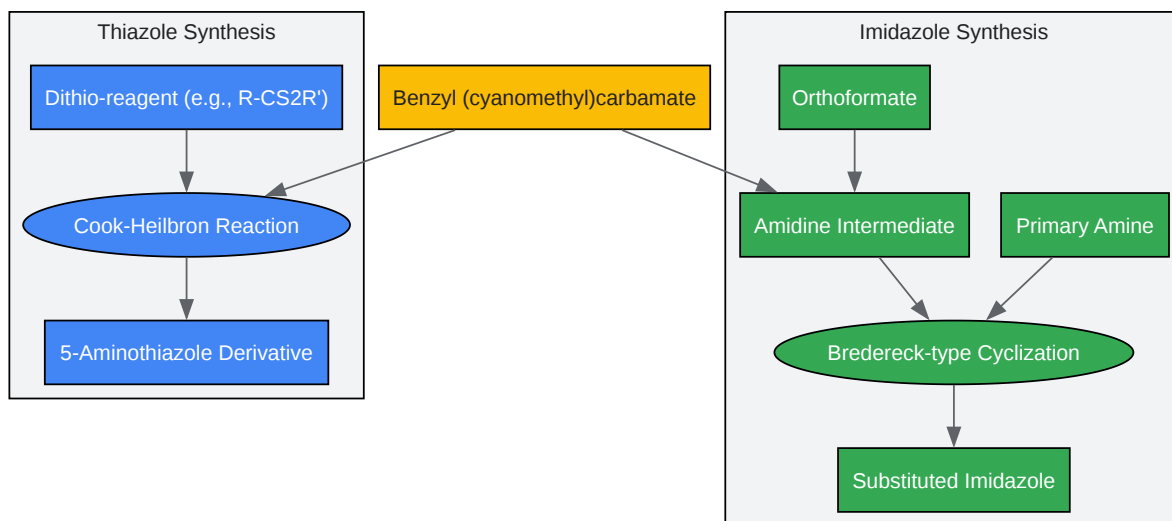 Thiazole Synthesis
Imidazole Synthesis
Dithio-reagent (e.g., R-CS2R')
Benzyl (cyanomethyl)carbamate
Orthoformate
Cook-Heilbron Reaction
Amidine Intermediate
Primary Amine
5-Aminothiazole Derivative
Bredereck-type Cyclization
Substituted Imidazole